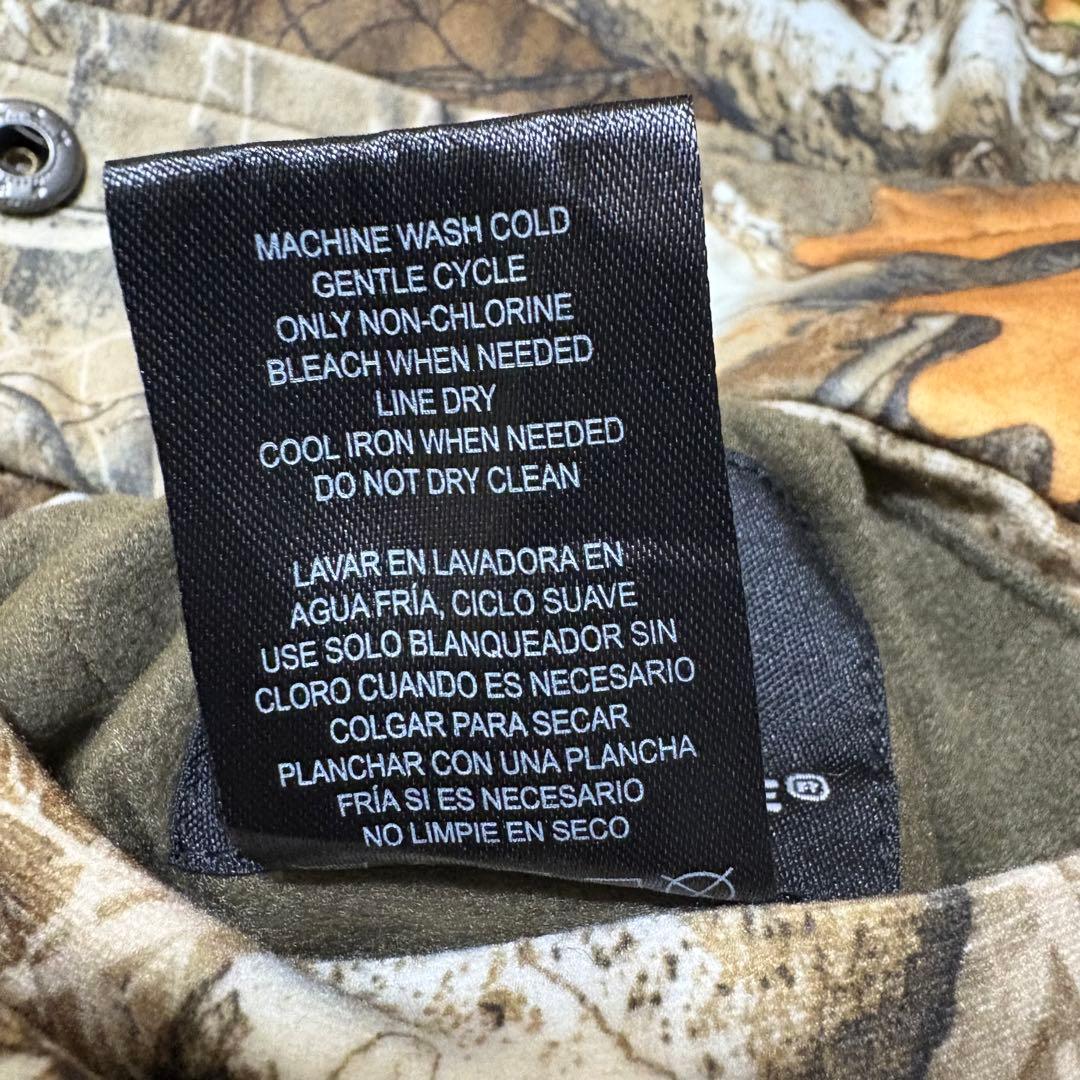 MACHINE WASH COLD
GENTLE CYCLE
ONLY NON-CHLORINE
BLEACH WHEN NEEDED
LINE DRY
COOL IRON WHEN NEEDED
DO NOT DRY CLEAN
LAVAR EN LAVADORA EN
AGUA FRÍA, CICLO SUAVE
USE SOLO BLANQUEADOR SIN
CLORO CUANDO ES NECESARIO
COLGAR PARA SECAR
PLANCHAR CON UNA PLANCHA
FRÍA SI ES NECESARIO
NO LIMPIE EN SECO